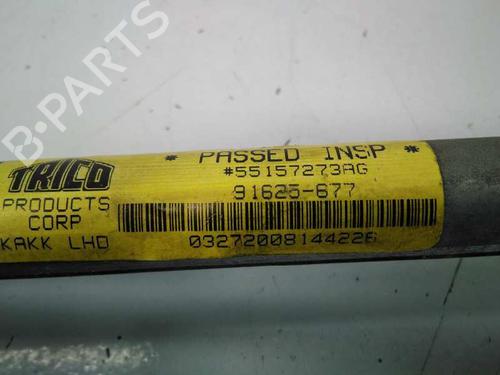 TRICO
PRODUCTS
CORP
KAKK LHD
* PASSED INSP *
#55157273AG
91625-677
03272008144226
B-Parts